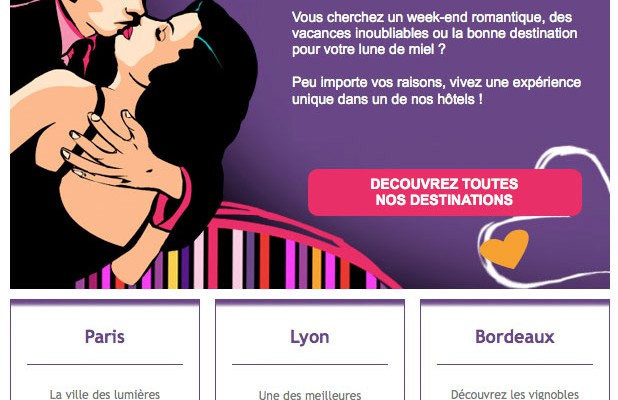 Vous cherchez un week-end romantique, des
vacances inoubliables ou la bonne destination
pour votre lune de miel ?
Peu importe vos raisons, vivez une expérience
unique dans un de nos hôtels !
DECOUVREZ TOUTES
NOS DESTINATIONS
Paris
La ville des lumières
Lyon
Une des meilleures
Bordeaux
Découvrez les vignobles